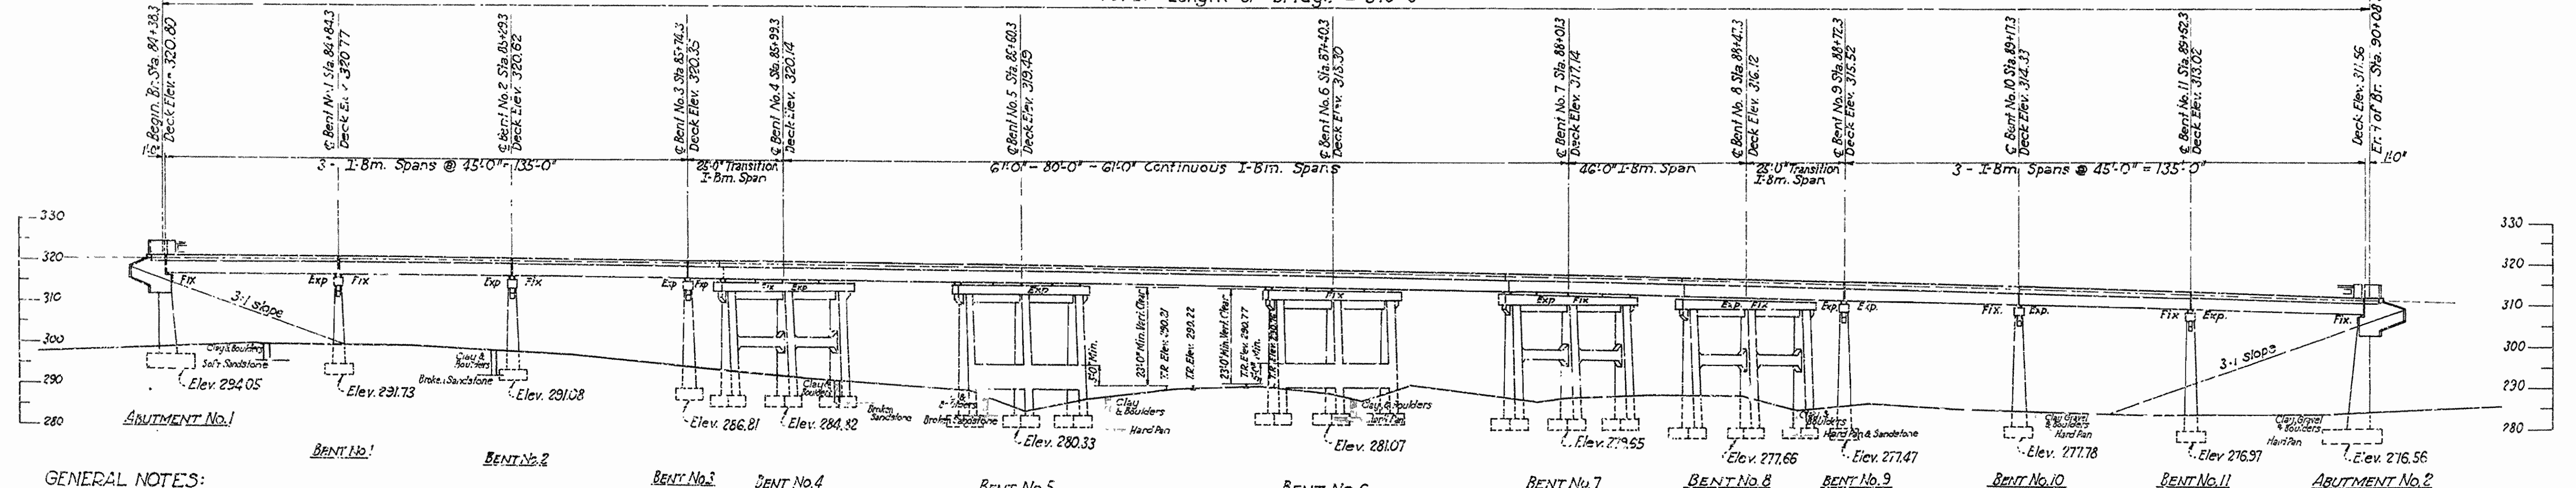 Length of Bridge
℄ Begin. Br. Sta. 84+38.3
Deck Elev. = 320.80
℄ Bent No.1 Sta. 84+84.3
Deck Elev. 320.77
℄ Bent No.2 Sta. 85+29.3
Deck Elev. 320.62
℄ Bent No.3 Sta. 85+74.3
Deck Elev. 320.35
℄ Bent No.4 Sta. 85+99.3
Deck Elev. 320.14
℄ Bent No.5 Sta. 86+60.3
Deck Elev. 319.49
℄ Bent No.6 Sta. 87+40.3
Deck Elev.
℄ Bent No.7 Sta. 88+01.3
Deck Elev. 317.14
℄ Bent No. 8 Sta. 88+47.3
Deck Elev. 316.12
℄ Bent No.9 Sta. 88+72.3
Deck Elev. 315.52
℄ Bent No.10 Sta. 89+17.3
Deck Elev. 314.33
℄ Bent No. 11 Sta. 89+62.3
Deck Elev. 313.02
Deck Elev. 311.56
End of Br. Sta. 90+08
1'-0"
3 - I-Bm. Spans @ 45'-0" = 135'-0"
25'-0" Transition
I-Bm. Span
61'-0" - 80'-0" - 61'-0" Continuous I-Bm. Spans
46'-0" I-Bm. Span
25'-0" Transition
I-Bm. Span
3 - I-Bm. Spans @ 45'-0" = 135'-0"
1'-0"
330
320
310
300
290
280
330
320
310
300
290
280
Fix
Exp Fix
Exp Fix
Exp Exp
Fix Exp
Exp
Fix
Exp Fix
Exp. Fix
Exp. Exp.
Fix. Exp.
Fix Exp.
Fix.
3:1 slope
3:1 slope
23'-0" Min. Vert. Clear
T.R. Elev. 290.21
T.R. Elev. 290.22
23'-0" Min. Vert. Clear
T.R. Elev. 290.77
5'-0" Min.
Clay & Boulders
Soft Sandstone
Clay &
Boulders
Broken Sandstone
Clay &
Boulders
Broken
Sandstone
Broken Sandstone
Clay
& Boulders
Hard Pan
Clay & Boulders
Hard Pan
Clay &
Boulders
Hard Pan & Sandstone
Clay Gravel
& Boulders
Hard Pan
Clay, Gravel
& Boulders
Hard Pan
Elev. 294.05
Elev. 291.73
Elev. 291.08
Elev. 286.81
Elev. 284.82
Elev. 280.33
Elev. 281.07
Elev. 279.65
Elev. 277.66
Elev. 277.47
Elev. 277.78
Elev 276.97
Elev. 276.56
ABUTMENT No.1
BENT No.1
BENT No.2
BENT No.3
BENT No.4
BENT No.5
BENT No.6
BENT No.7
BENT No.8
BENT No.9
BENT No.10
BENT No.11
ABUTMENT No.2
GENERAL NOTES: